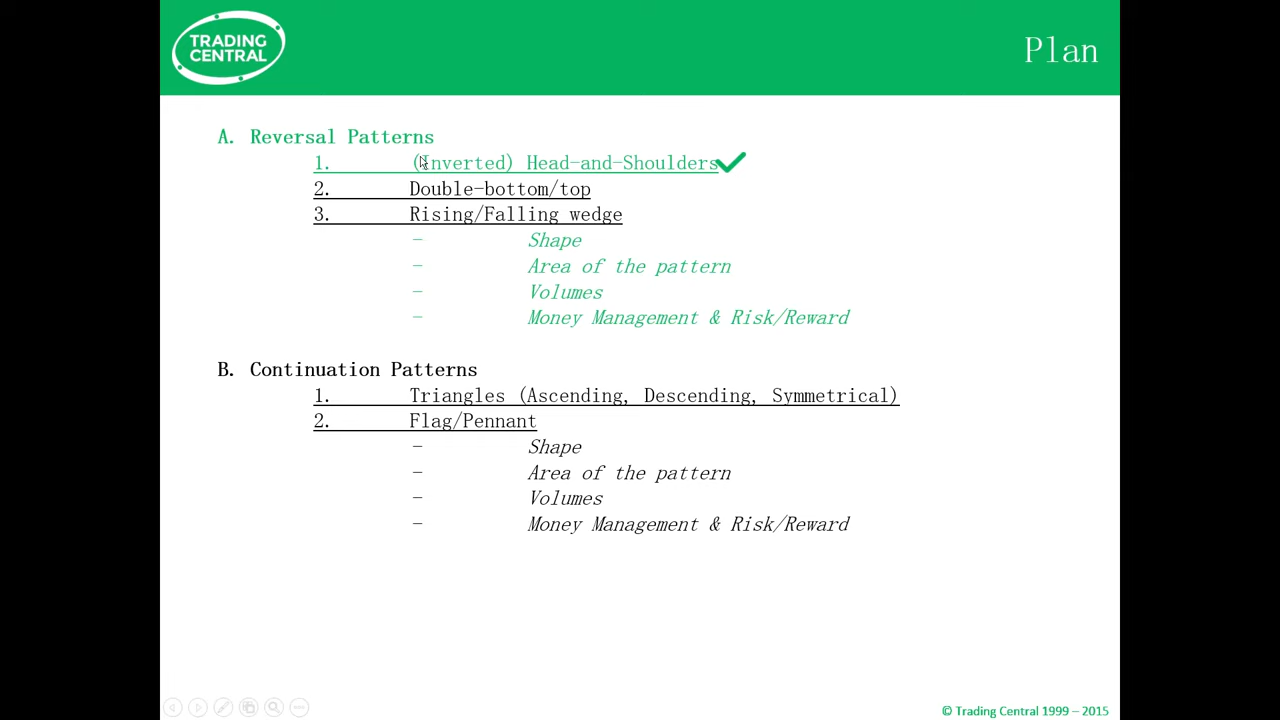 TRADING
CENTRAL
Plan
A. Reversal Patterns
1. (Inverted) Head-and-Shoulders
2. Double-bottom/top
3. Rising/Falling wedge
- Shape
- Area of the pattern
- Volumes
- Money Management & Risk/Reward
B. Continuation Patterns
1. Triangles (Ascending, Descending, Symmetrical)
2. Flag/Pennant
- Shape
- Area of the pattern
- Volumes
- Money Management & Risk/Reward
© Trading Central 1999 – 2015